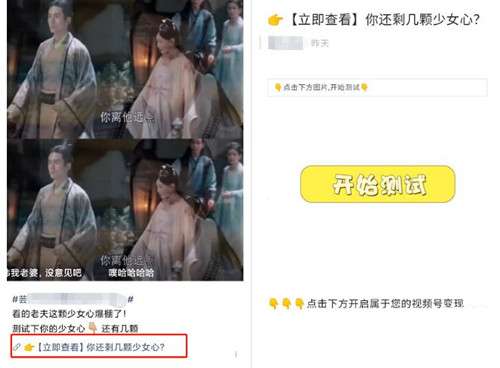 你离他远点
你离他远点
我老婆，没意见吧
噗哈哈哈哈
#芸
看的老夫这颗少女心爆棚了！
测试下你的少女心👇还有几颗
👉【立即查看】你还剩几颗少女心？
👉【立即查看】你还剩几颗少女心？
昨天
👇点击下方图片,开始测试👇
开始测试
👇👇👇点击下方开启属于您的视频号变现